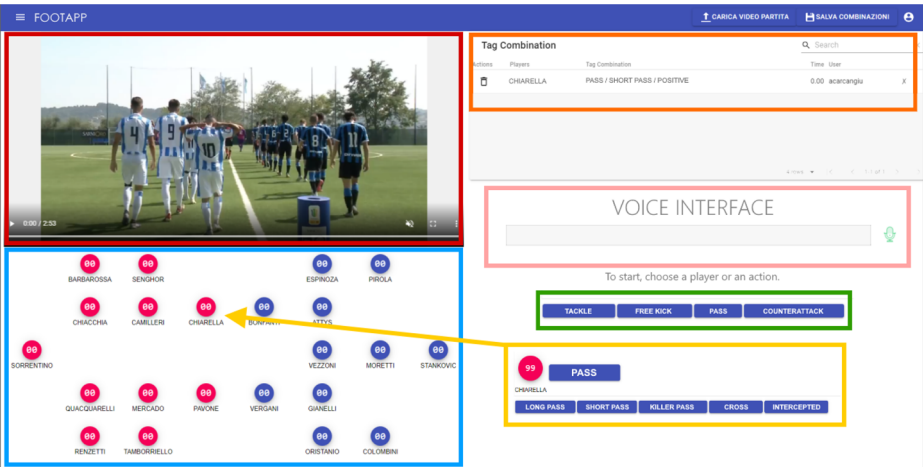 FOOTAPP
CARICA VIDEO PARTITA
SALVA COMBINAZIONI
Tag Combination
Search
Actions Players Tag Combination Time User
CHIARELLA PASS / SHORT PASS / POSITIVE 0.00 acarcangiu X
4 9 10 8 11
0:00 / 2:53
VOICE INTERFACE
To start, choose a player or an action.
TACKLE FREE KICK PASS COUNTERATTACK
00 00 00 00
BARBAROSSA SENGHOR ESPINOZA PIROLA
00 00 00 00 00
CHIACCHIA CAMILLERI CHIARELLA BONFANTI ATTYS
00 00 00 00
SORRENTINO VEZZONI MORETTI STANKOVIC
00 00 00 00 00
QUACQUARELLI MERCADO PAVONE VERGANI GIANELLI
00 00 00 00
RENZETTI TAMBORRIELLO ORISTANIO COLOMBINI
99 PASS
CHIARELLA
LONG PASS SHORT PASS KILLER PASS CROSS INTERCEPTED